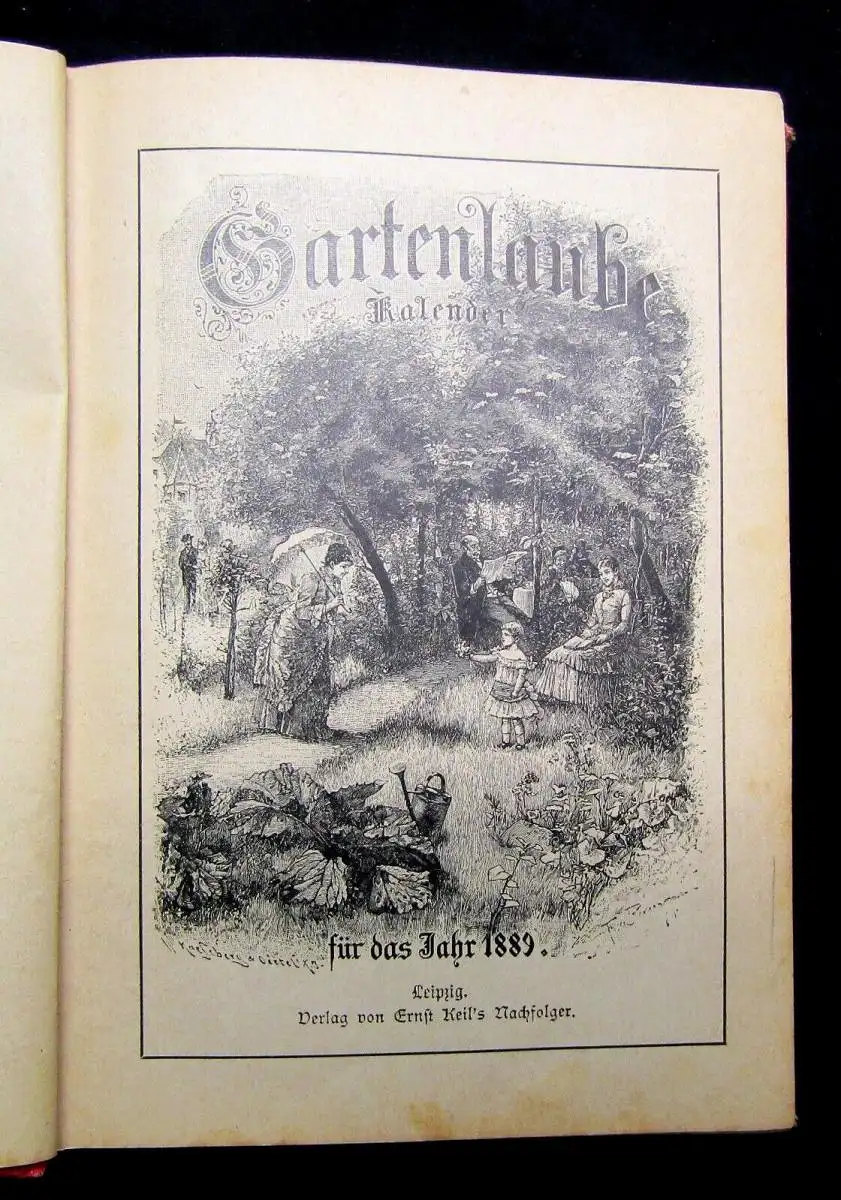 Gartenlaube
Kalender
für das Jahr 1889.
Leipzig.
Verlag von Ernst Keil's Nachfolger.